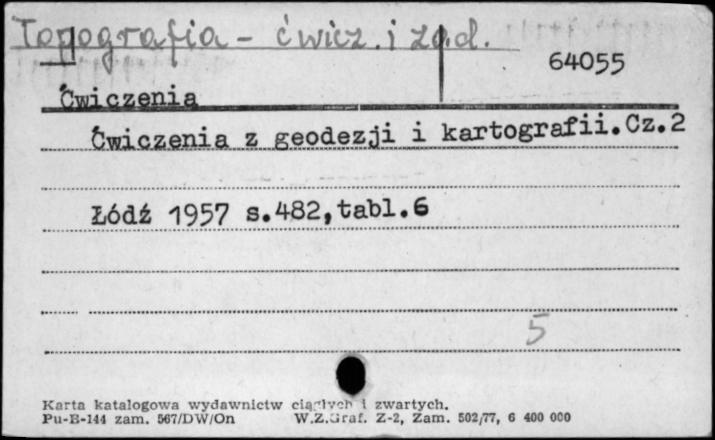 Topografia - ćwicz. i zad.
64055
Ćwiczenia
Ćwiczenia z geodezji i kartografii.Cz.2
Łódź 1957 s.482,tabl.6
5
Karta katalogowa wydawnictw ciągłych i zwartych.
Pu-B-144 zam. 567/DW/On W.Z.Graf. Z-2, Zam. 502/77, 6 400 000